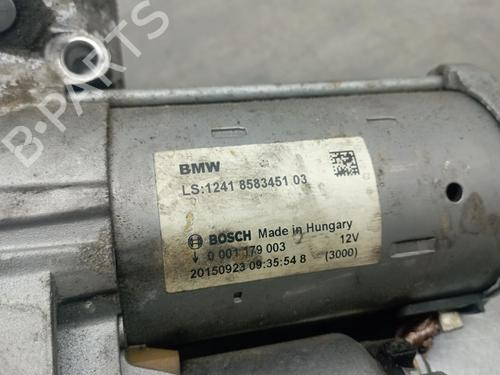 B-PARTS
BMW
LS:1241 8583451 03
BOSCH Made in Hungary
↓ 0 001 179 003 12V
20150923 09:35:54 8 (3000)